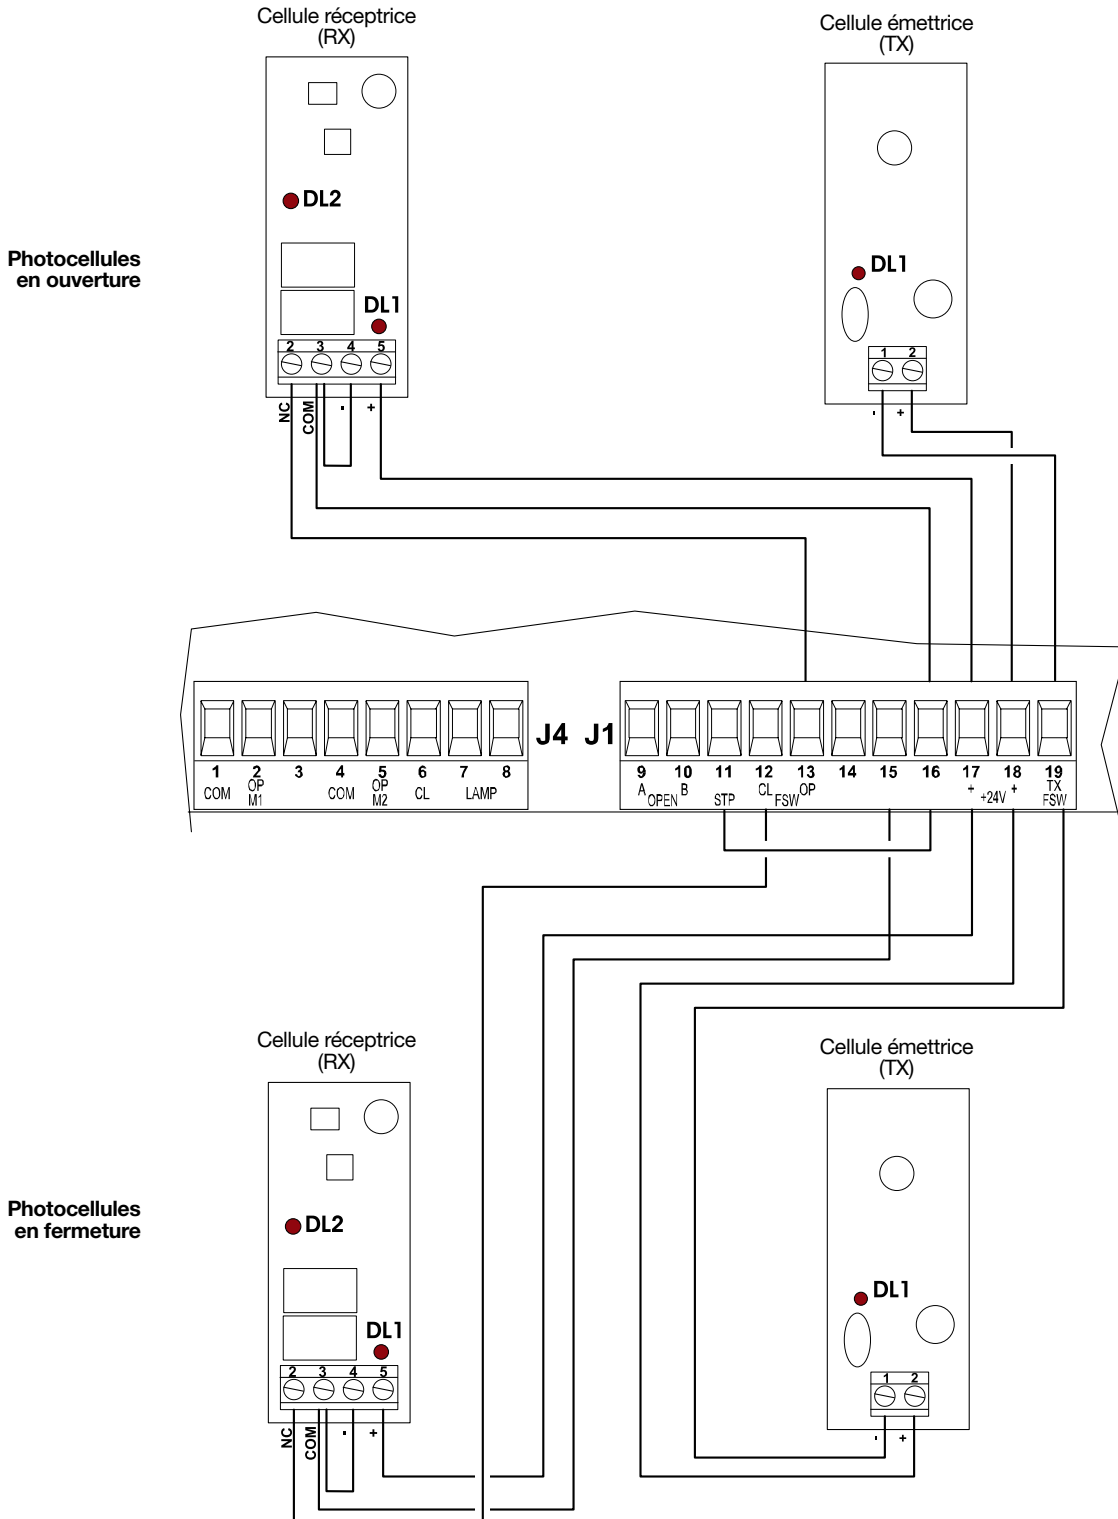 Cellule réceptrice
(RX)
Cellule émettrice
(TX)
Photocellules
en ouverture
DL2
DL1
2 3 4 5
NC COM - +
DL1
1 2
- +
J4 J1
1 2 3 4 5 6 7 8
COM OP M1 COM OP M2 CL LAMP
9 10 11 12 13 14 15 16 17 18 19
A OPEN B STP CL FSW OP + +24V + TX FSW
Cellule réceptrice
(RX)
Cellule émettrice
(TX)
Photocellules
en fermeture
DL2
DL1
2 3 4 5
NC COM - +
DL1
1 2
- +